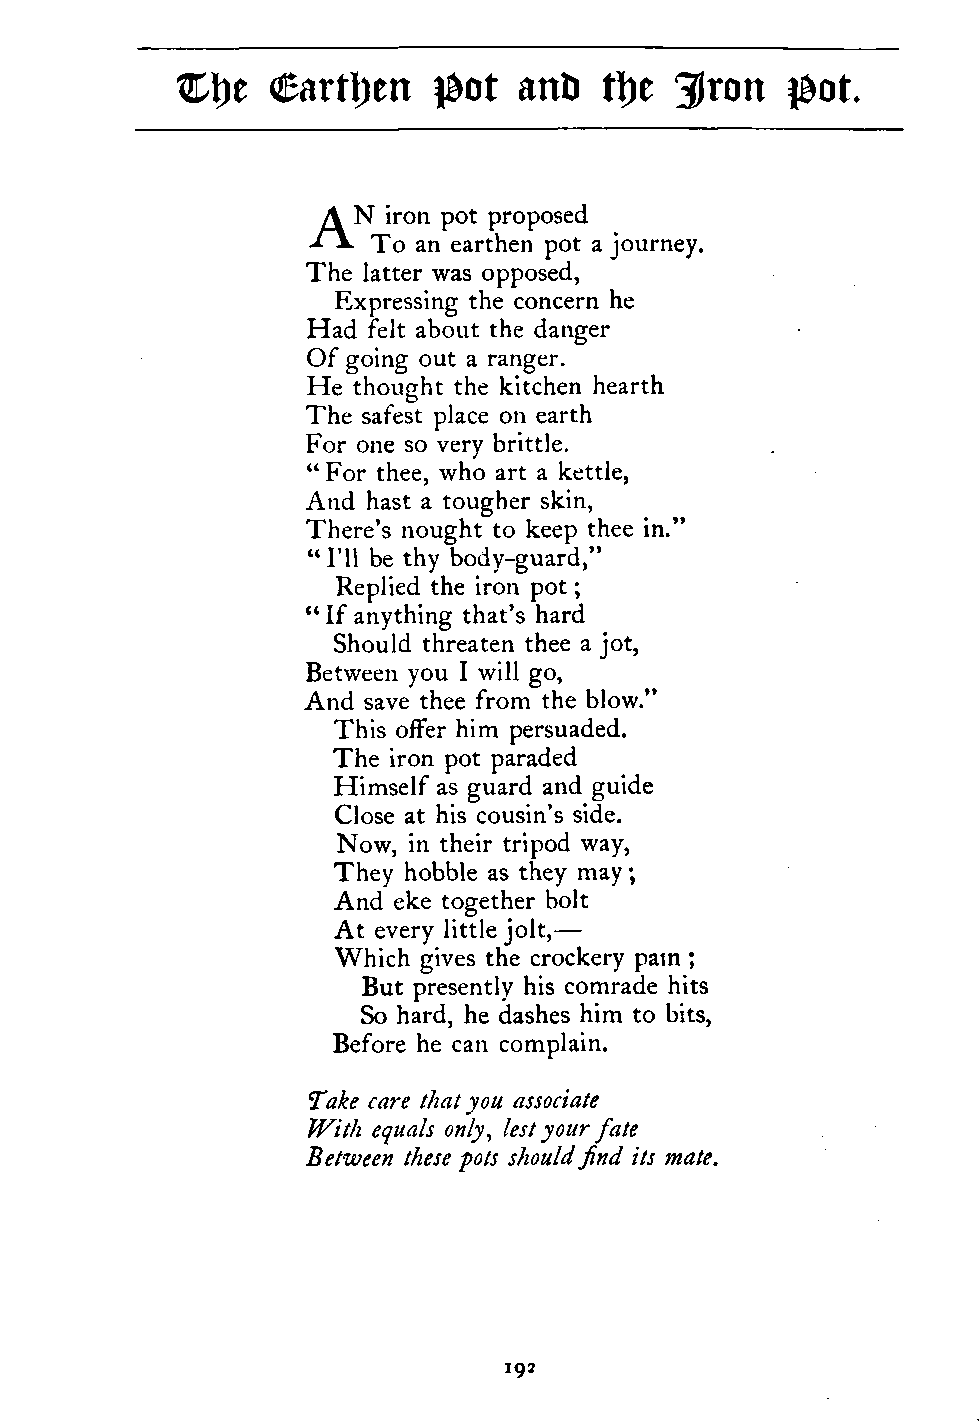 The Earthen Pot and the Iron Pot.
AN iron pot proposed
To an earthen pot a journey.
The latter was opposed,
Expressing the concern he
Had felt about the danger
Of going out a ranger.
He thought the kitchen hearth
The safest place on earth
For one so very brittle.
“For thee, who art a kettle,
And hast a tougher skin,
There’s nought to keep thee in.”
“I’ll be thy body-guard,”
Replied the iron pot;
“If anything that’s hard
Should threaten thee a jot,
Between you I will go,
And save thee from the blow.”
This offer him persuaded.
The iron pot paraded
Himself as guard and guide
Close at his cousin’s side.
Now, in their tripod way,
They hobble as they may;
And eke together bolt
At every little jolt,—
Which gives the crockery pain;
But presently his comrade hits
So hard, he dashes him to bits,
Before he can complain.
Take care that you associate
With equals only, lest your fate
Between these pots should find its mate.
192